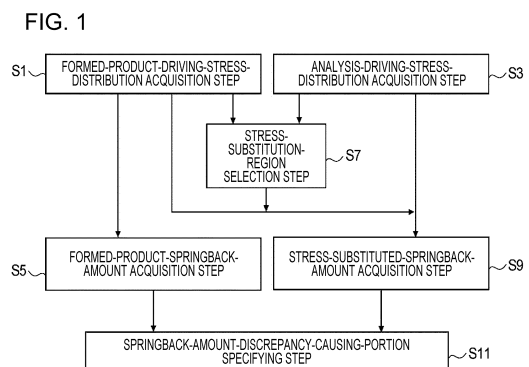 FIG. 1
S1
FORMED-PRODUCT-DRIVING-STRESS-
DISTRIBUTION ACQUISITION STEP
ANALYSIS-DRIVING-STRESS-
DISTRIBUTION ACQUISITION STEP
S3
STRESS-
SUBSTITUTION-
REGION
SELECTION STEP
S7
S5
FORMED-PRODUCT-SPRINGBACK-
AMOUNT ACQUISITION STEP
STRESS-SUBSTITUTED-SPRINGBACK-
AMOUNT ACQUISITION STEP
S9
SPRINGBACK-AMOUNT-DISCREPANCY-CAUSING-PORTION
SPECIFYING STEP
S11